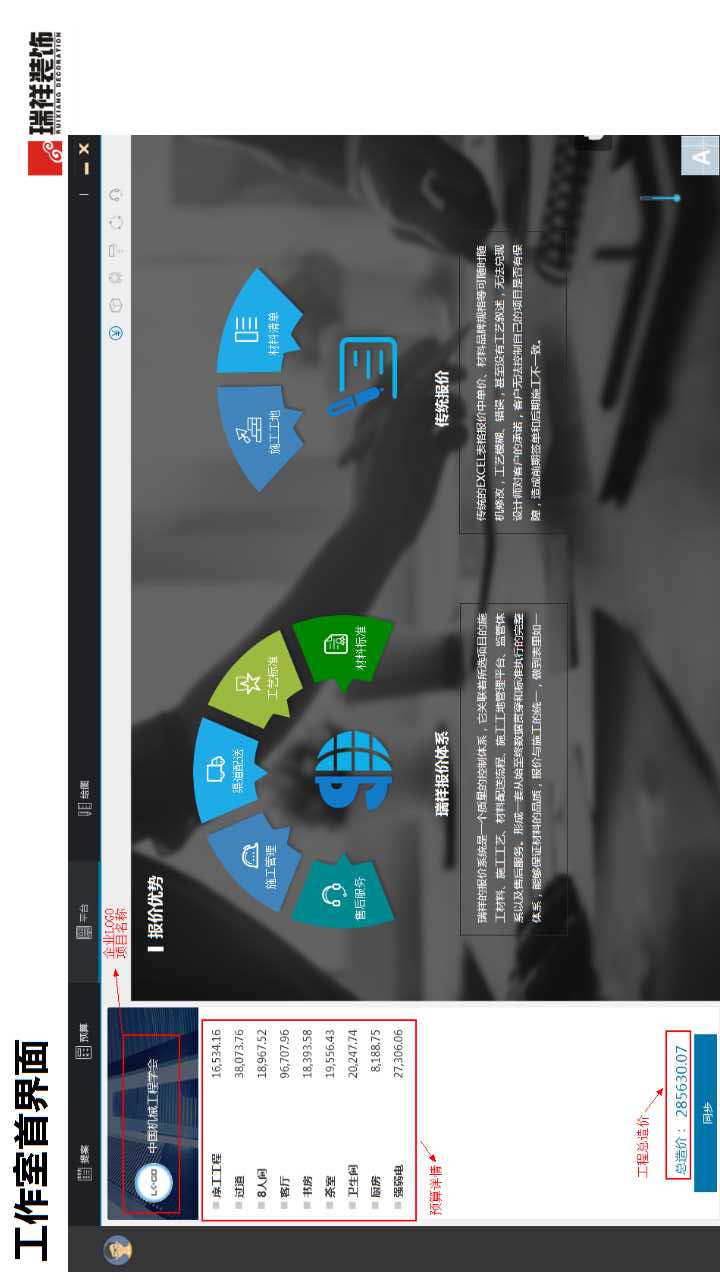 工作室首界面
瑞祥装饰
RUIXIANG DECORATION
提案
预算
平台
绘图
企业LOGO
项目名称
LOGO
中国机械工程学会
序工工程 16,534.16
过道 38,073.76
8人间 18,967.52
客厅 96,707.96
书房 18,393.58
茶室 19,556.43
卫生间 20,247.74
厨房 8,188.75
强弱电 27,306.06
预算详情
工程总造价
总造价： 285630.07
同步
报价优势
售后服务
施工管理
渠道配送
工艺标准
材料标准
瑞祥报价体系
瑞祥的报价系统是一个质量的控制体系，它关联着所选项目的施
工材料、施工工艺、材料配送流程、施工工地管理平台、监管体
系以及售后服务。形成一套从始至终数据贯穿和标准执行的完整
体系，能够保证材料的品质，报价与施工的统一，做到表里如一
施工工地
材料清单
传统报价
传统的EXCEL表格报价中单价、材料品牌规格等可随时随
机修改，工艺模糊、错误，甚至没有工艺叙述，无法兑现
设计师对客户的承诺，客户无法控制自己的项目是否有保
障，造成前期签单和后期施工不一致。
A